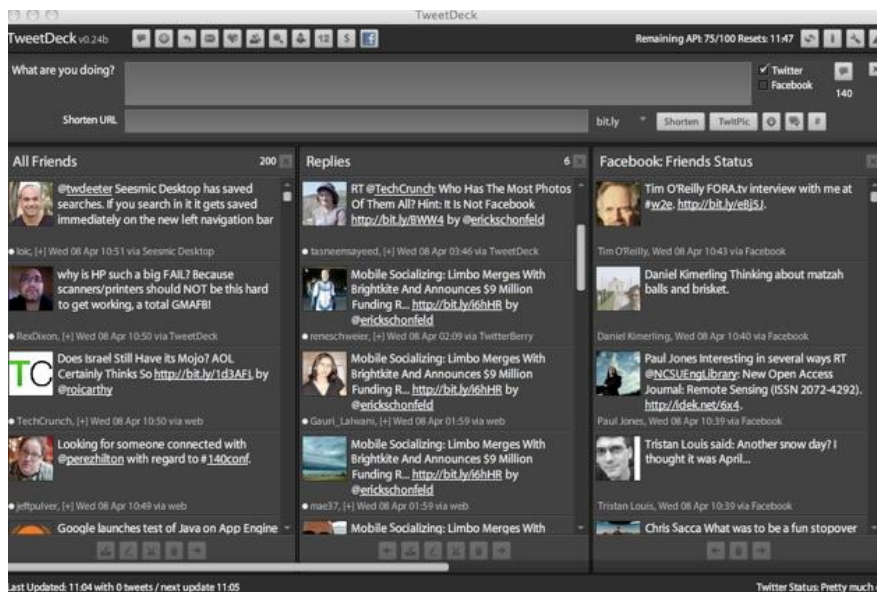 TweetDeck
TweetDeck v0.24b
12
$
f
Remaining API: 75/100 Resets: 11:47
What are you doing?
Twitter
Facebook
140
Shorten URL
bit.ly
Shorten
TwitPic
#
All Friends
200
@twdeeter Seesmic Desktop has saved
searches. If you search in it it gets saved
immediately on the new left navigation bar
loic, [+] Wed 08 Apr 10:51 via Seesmic Desktop
why is HP such a big FAIL? Because
scanners/printers should NOT be this hard
to get working, a total GMAFB!
RexDixon, [+] Wed 08 Apr 10:50 via TweetDeck
TC
Does Israel Still Have its Mojo? AOL
Certainly Thinks So http://bit.ly/1d3AFL by
@roicarthy
TechCrunch, [+] Wed 08 Apr 10:50 via web
Looking for someone connected with
@perezhilton with regard to #140conf.
jeffpulver, [+] Wed 08 Apr 10:49 via web
Google launches test of Java on App Engine
Replies
6
RT @TechCrunch: Who Has The Most Photos
Of Them All? Hint: It Is Not Facebook
http://bit.ly/BWW4 by @erickschonfeld
tasneemsayeed, [+] Wed 08 Apr 03:46 via TweetDeck
Mobile Socializing: Limbo Merges With
Brightkite And Announces $9 Million
Funding R... http://bit.ly/i6hHR by
@erickschonfeld
reneschweier, [+] Wed 08 Apr 02:09 via TwitterBerry
Mobile Socializing: Limbo Merges With
Brightkite And Announces $9 Million
Funding R... http://bit.ly/i6hHR by
@erickschonfeld
Gauri_Lalwani, [+] Wed 08 Apr 01:59 via web
Mobile Socializing: Limbo Merges With
Brightkite And Announces $9 Million
Funding R... http://bit.ly/i6hHR by
@erickschonfeld
mae37, [+] Wed 08 Apr 01:59 via web
Mobile Socializing: Limbo Merges With
Facebook: Friends Status
Tim O'Reilly FORA.tv interview with me at
#w2e. http://bit.ly/eBj5J.
Tim O'Reilly, Wed 08 Apr 10:43 via Facebook
Daniel Kimerling Thinking about matzah
balls and brisket.
Daniel Kimerling, Wed 08 Apr 10:40 via Facebook
Paul Jones Interesting in several ways RT
@NCSUEngLibrary: New Open Access
Journal: Remote Sensing (ISSN 2072-4292).
http://idek.net/6x4.
Paul Jones, Wed 08 Apr 10:39 via Facebook
Tristan Louis said: Another snow day? I
thought it was April...
Tristan Louis, Wed 08 Apr 10:39 via Facebook
Chris Sacca What was to be a fun stopover
Last Updated: 11:04 with 0 tweets / next update 11:05
Twitter Status: Pretty much